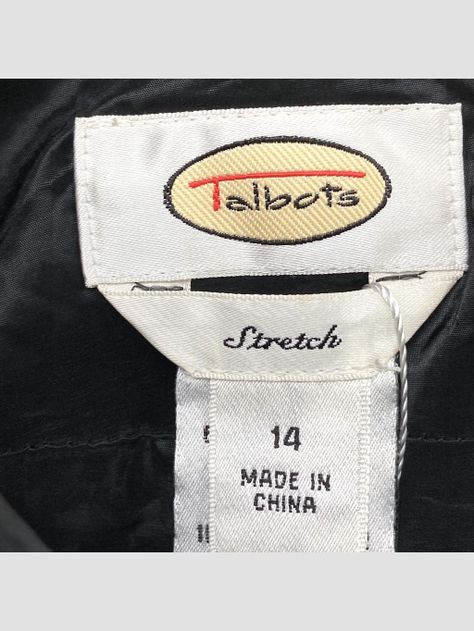 Talbots
Stretch
14
MADE IN
CHINA